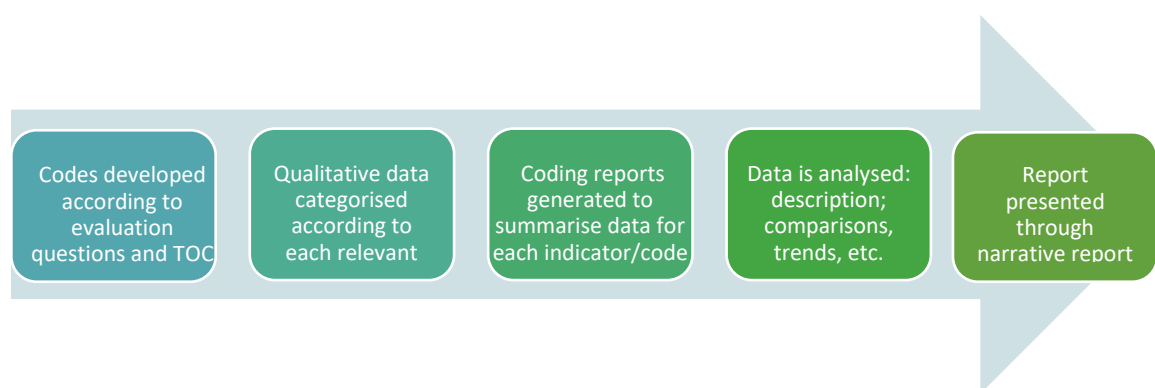 Codes developed
according to
evaluation
questions and TOC
Qualitative data
categorised
according to
each relevant
Coding reports
generated to
summarise data for
each indicator/code
Data is analysed:
description;
comparisons,
trends, etc.
Report
presented
through
narrative report